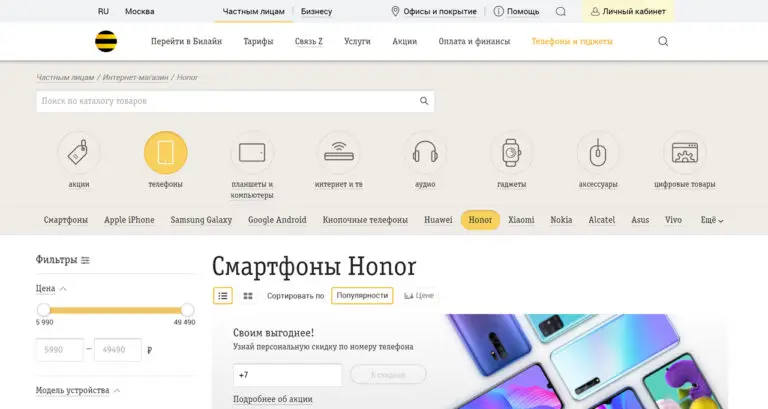 RU Москва Частным лицам Бизнесу Офисы и покрытие Помощь Личный кабинет
Перейти в Билайн Тарифы Связь Z Услуги Акции Оплата и финансы Телефоны и гаджеты
Частным лицам / Интернет-магазин / Honor
Поиск по каталогу товаров
акции телефоны планшеты и компьютеры интернет и тв аудио гаджеты аксессуары цифровые товары
Смартфоны Apple iPhone Samsung Galaxy Google Android Кнопочные телефоны Huawei Honor Xiaomi Nokia Alcatel Asus Vivo Ещё
Фильтры
Цена
5 990 49 490
5990 – 49490 ₽
Модель устройства
Смартфоны Honor
Сортировать по Популярности Цене
Своим выгоднее!
Узнай персональную скидку по номеру телефона
+7 К скидкам
Подробнее об акции